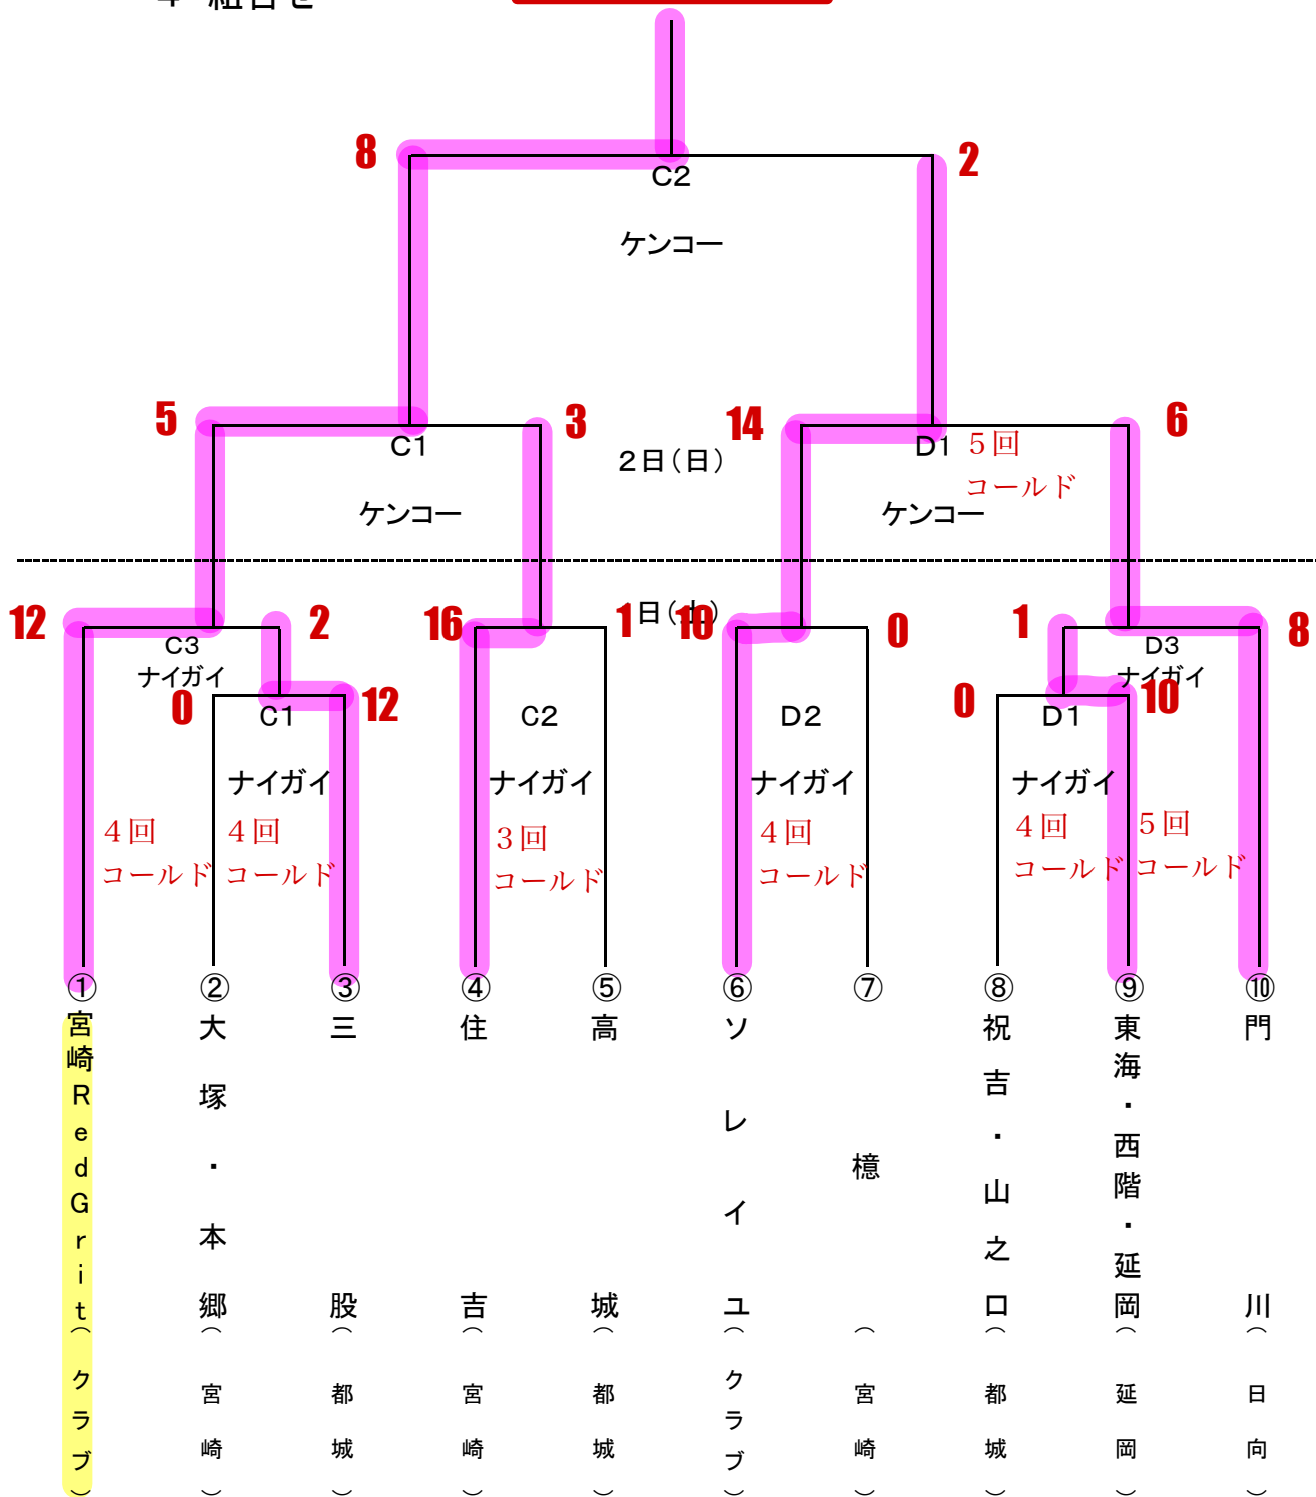 4 組合せ
8
2
C2
ケンコー
5
3
14
6
C1
2日(日)
D1
5回
コールド
ケンコー
ケンコー
1日(土)
12
2
16
1
10
0
1
8
C3
ナイガイ
D3
ナイガイ
0
12
0
10
C1
C2
D2
D1
ナイガイ
ナイガイ
ナイガイ
ナイガイ
4回
コールド
4回
コールド
3回
コールド
4回
コールド
4回
コールド
5回
コールド
① 宮崎RedGrit(クラブ)
② 大塚・本郷(宮崎)
③ 三股(都城)
④ 住吉(宮崎)
⑤ 高城(都城)
⑥ ソレイユ(クラブ)
⑦ 檍(宮崎)
⑧ 祝吉・山之口(都城)
⑨ 東海・西階・延岡(延岡)
⑩ 門川(日向)